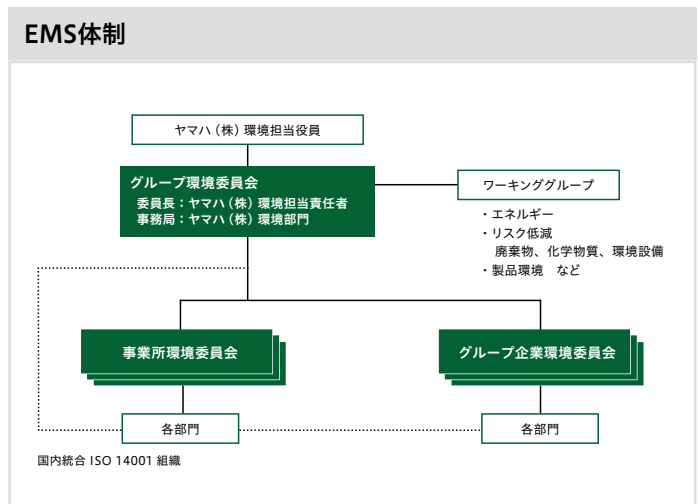 EMS体制
ヤマハ（株）環境担当役員
グループ環境委員会
委員長：ヤマハ（株）環境担当責任者
事務局：ヤマハ（株）環境部門
ワーキンググループ
・エネルギー
・リスク低減
廃棄物、化学物質、環境設備
・製品環境　など
事業所環境委員会
グループ企業環境委員会
各部門
各部門
国内統合 ISO 14001 組織